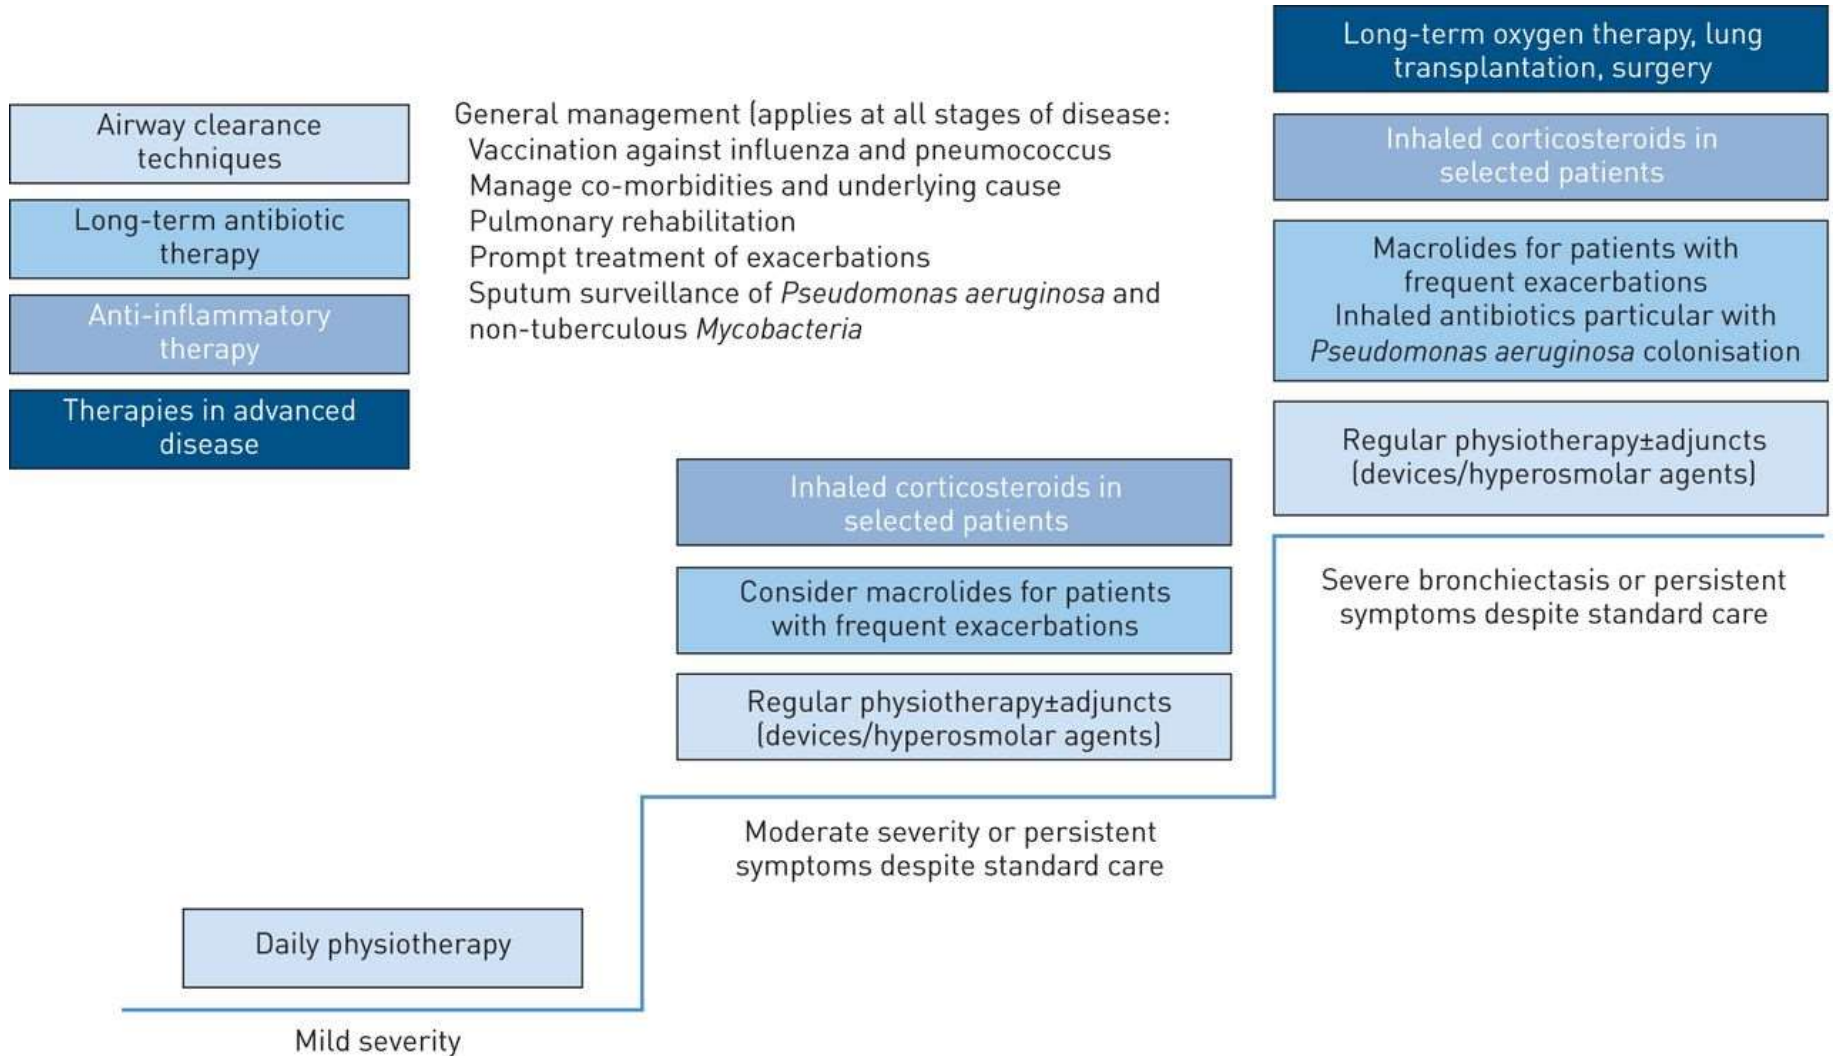 Airway clearance
techniques
Long-term antibiotic
therapy
Anti-inflammatory
therapy
Therapies in advanced
disease
General management (applies at all stages of disease:
Vaccination against influenza and pneumococcus
Manage co-morbidities and underlying cause
Pulmonary rehabilitation
Prompt treatment of exacerbations
Sputum surveillance of Pseudomonas aeruginosa and
non-tuberculous Mycobacteria
Long-term oxygen therapy, lung
transplantation, surgery
Inhaled corticosteroids in
selected patients
Macrolides for patients with
frequent exacerbations
Inhaled antibiotics particular with
Pseudomonas aeruginosa colonisation
Regular physiotherapy±adjuncts
(devices/hyperosmolar agents)
Severe bronchiectasis or persistent
symptoms despite standard care
Inhaled corticosteroids in
selected patients
Consider macrolides for patients
with frequent exacerbations
Regular physiotherapy±adjuncts
(devices/hyperosmolar agents)
Moderate severity or persistent
symptoms despite standard care
Daily physiotherapy
Mild severity